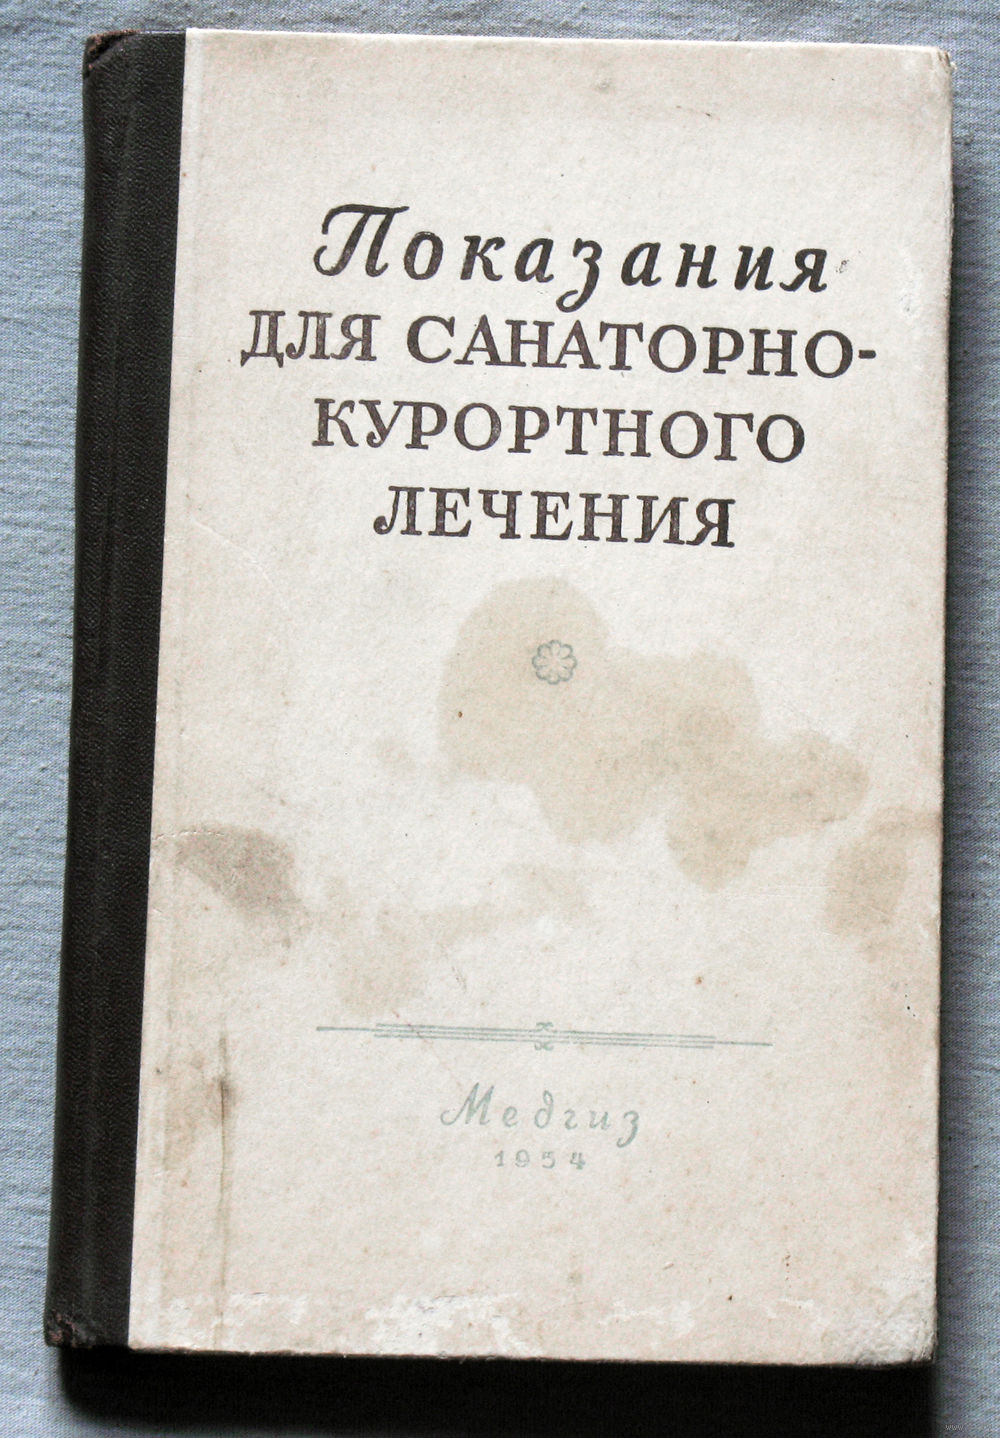 Показания
ДЛЯ САНАТОРНО-
КУРОРТНОГО
ЛЕЧЕНИЯ
Медгиз
1954